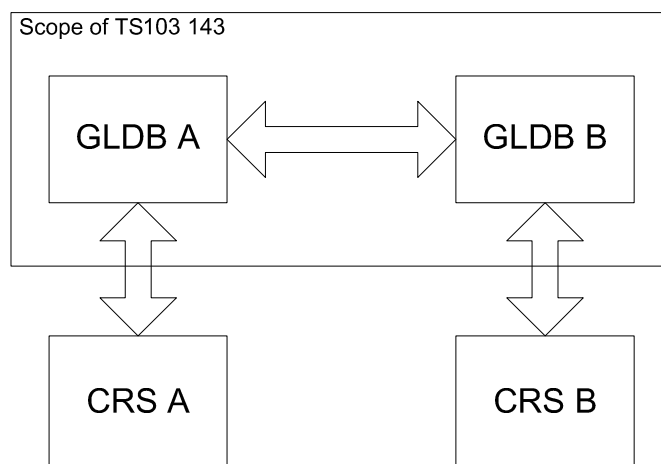 Scope of TS103 143
GLDB A
GLDB B
CRS A
CRS B